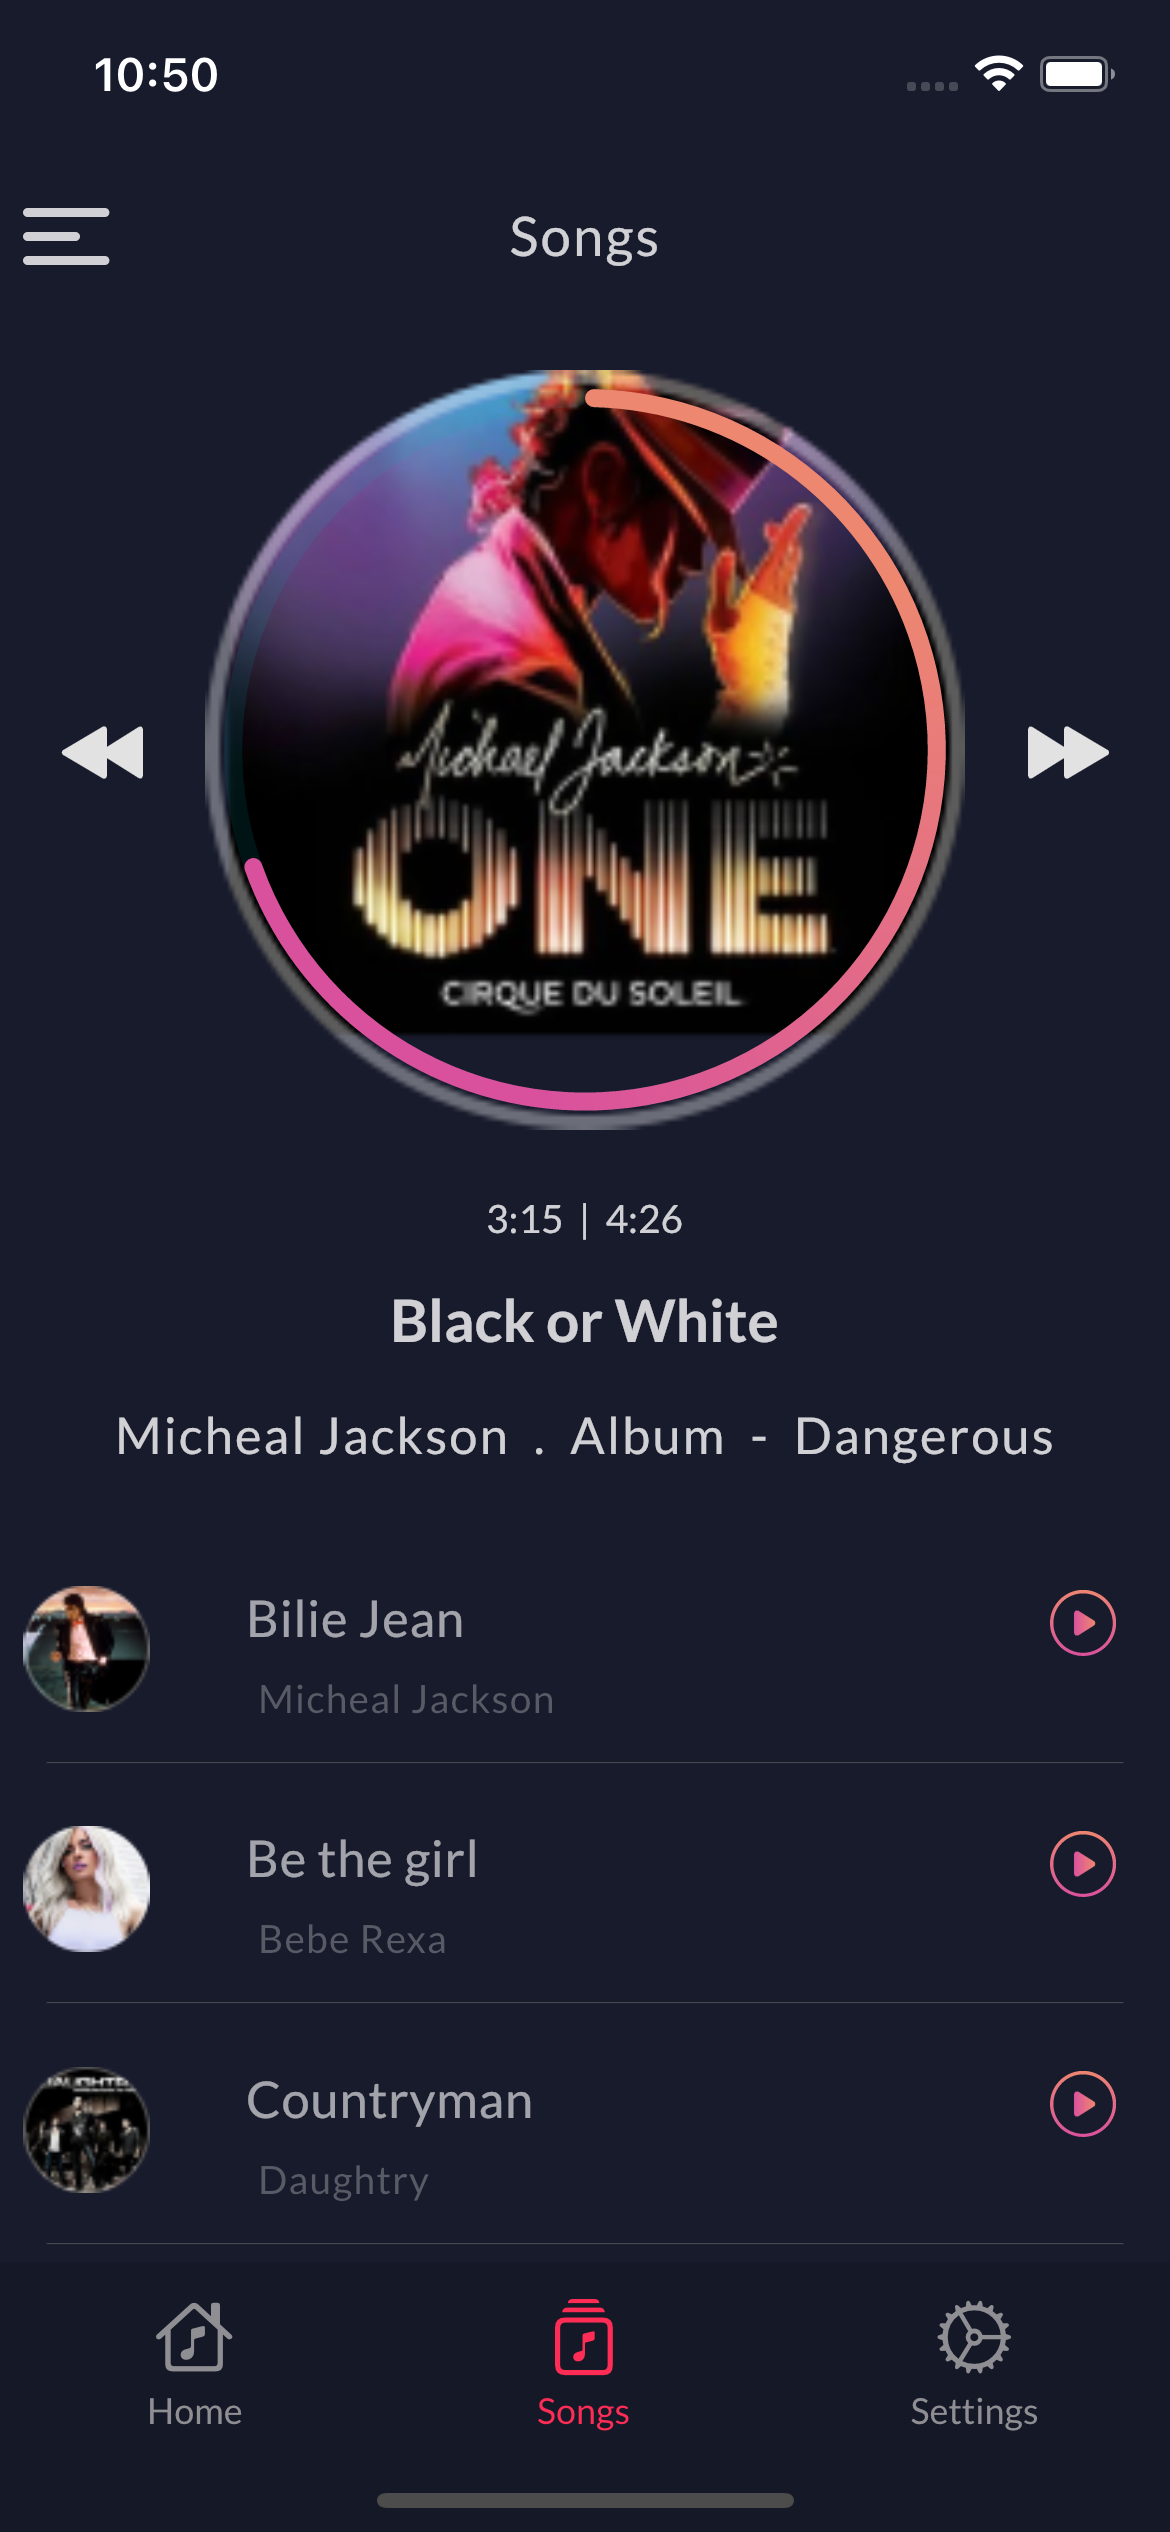 10:50
Songs
Michael Jackson
ONE
CIRQUE DU SOLEIL
3:15 | 4:26
Black or White
Micheal Jackson . Album - Dangerous
Bilie Jean
Micheal Jackson
Be the girl
Bebe Rexa
Countryman
Daughtry
Home
Songs
Settings